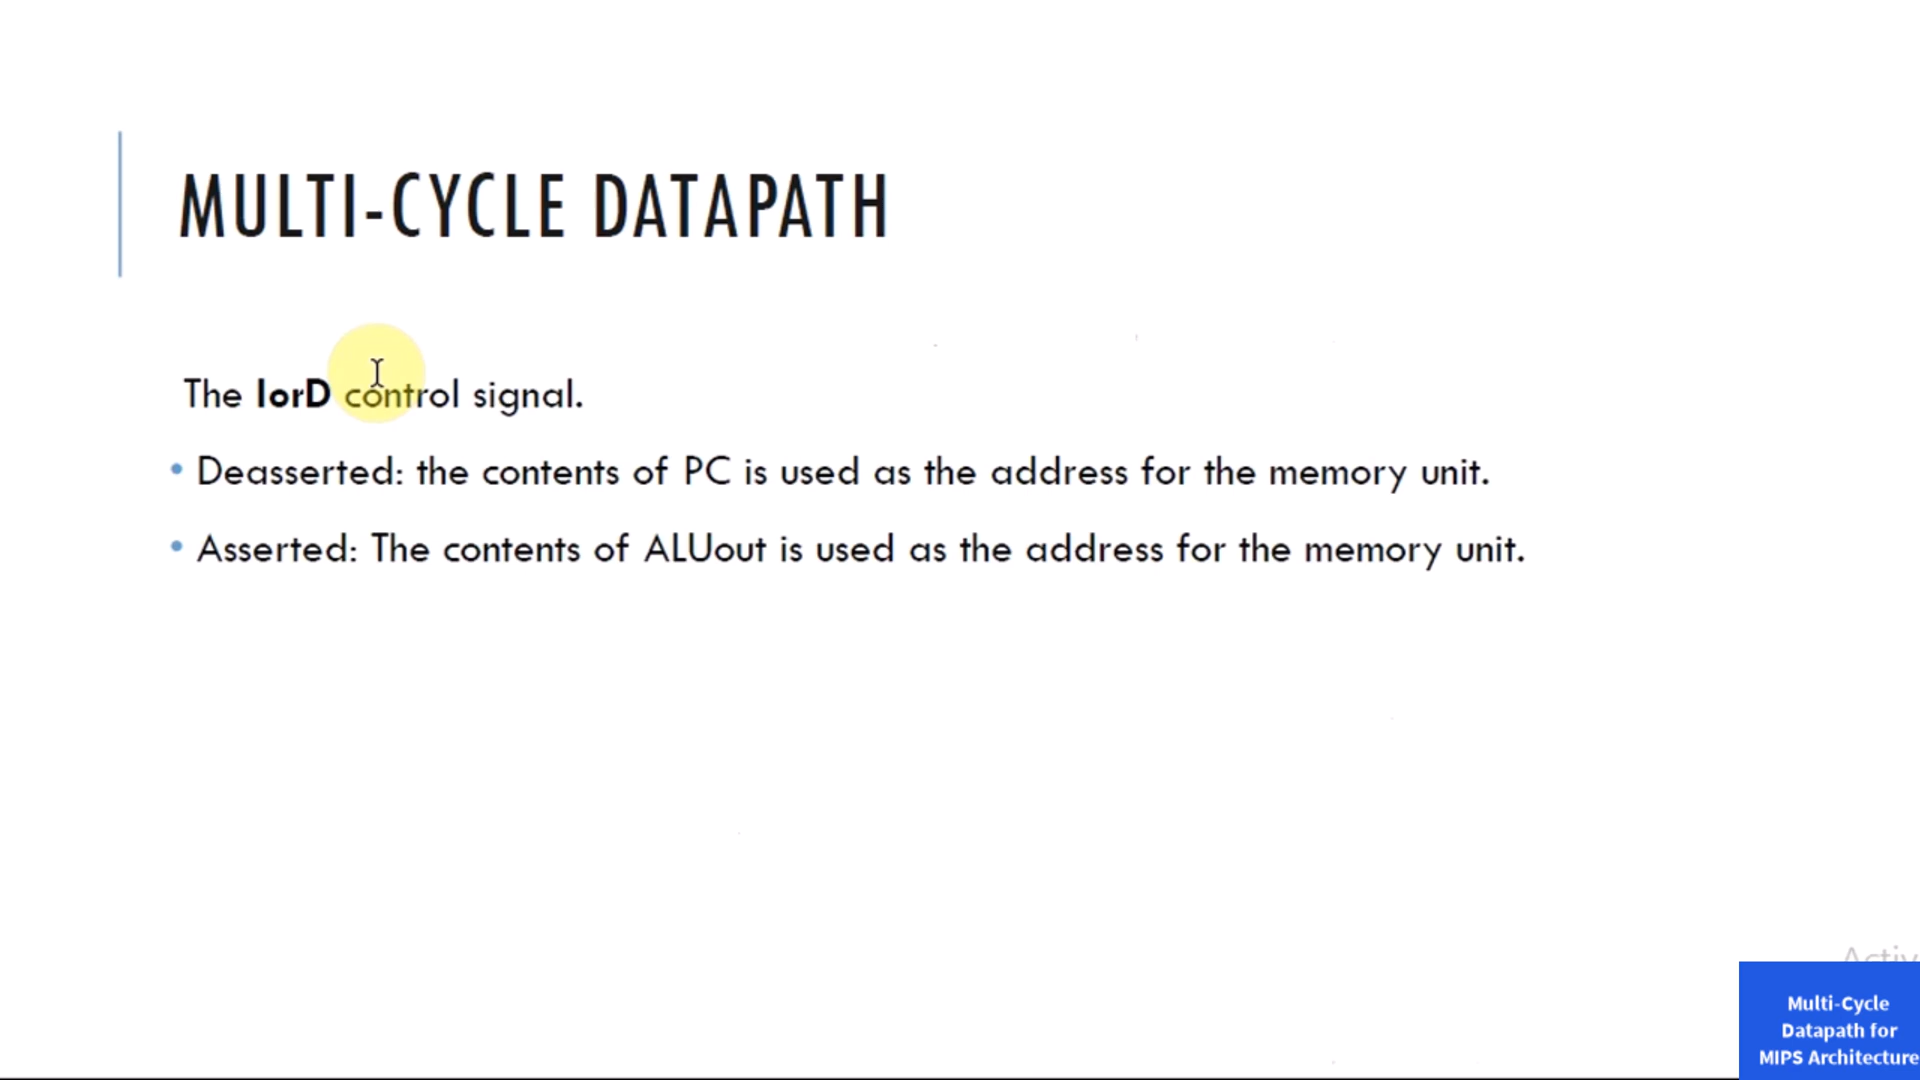 MULTI-CYCLE DATAPATH
The IorD control signal.
• Deasserted: the contents of PC is used as the address for the memory unit.
• Asserted: The contents of ALUout is used as the address for the memory unit.
Multi-Cycle
Datapath for
MIPS Architecture